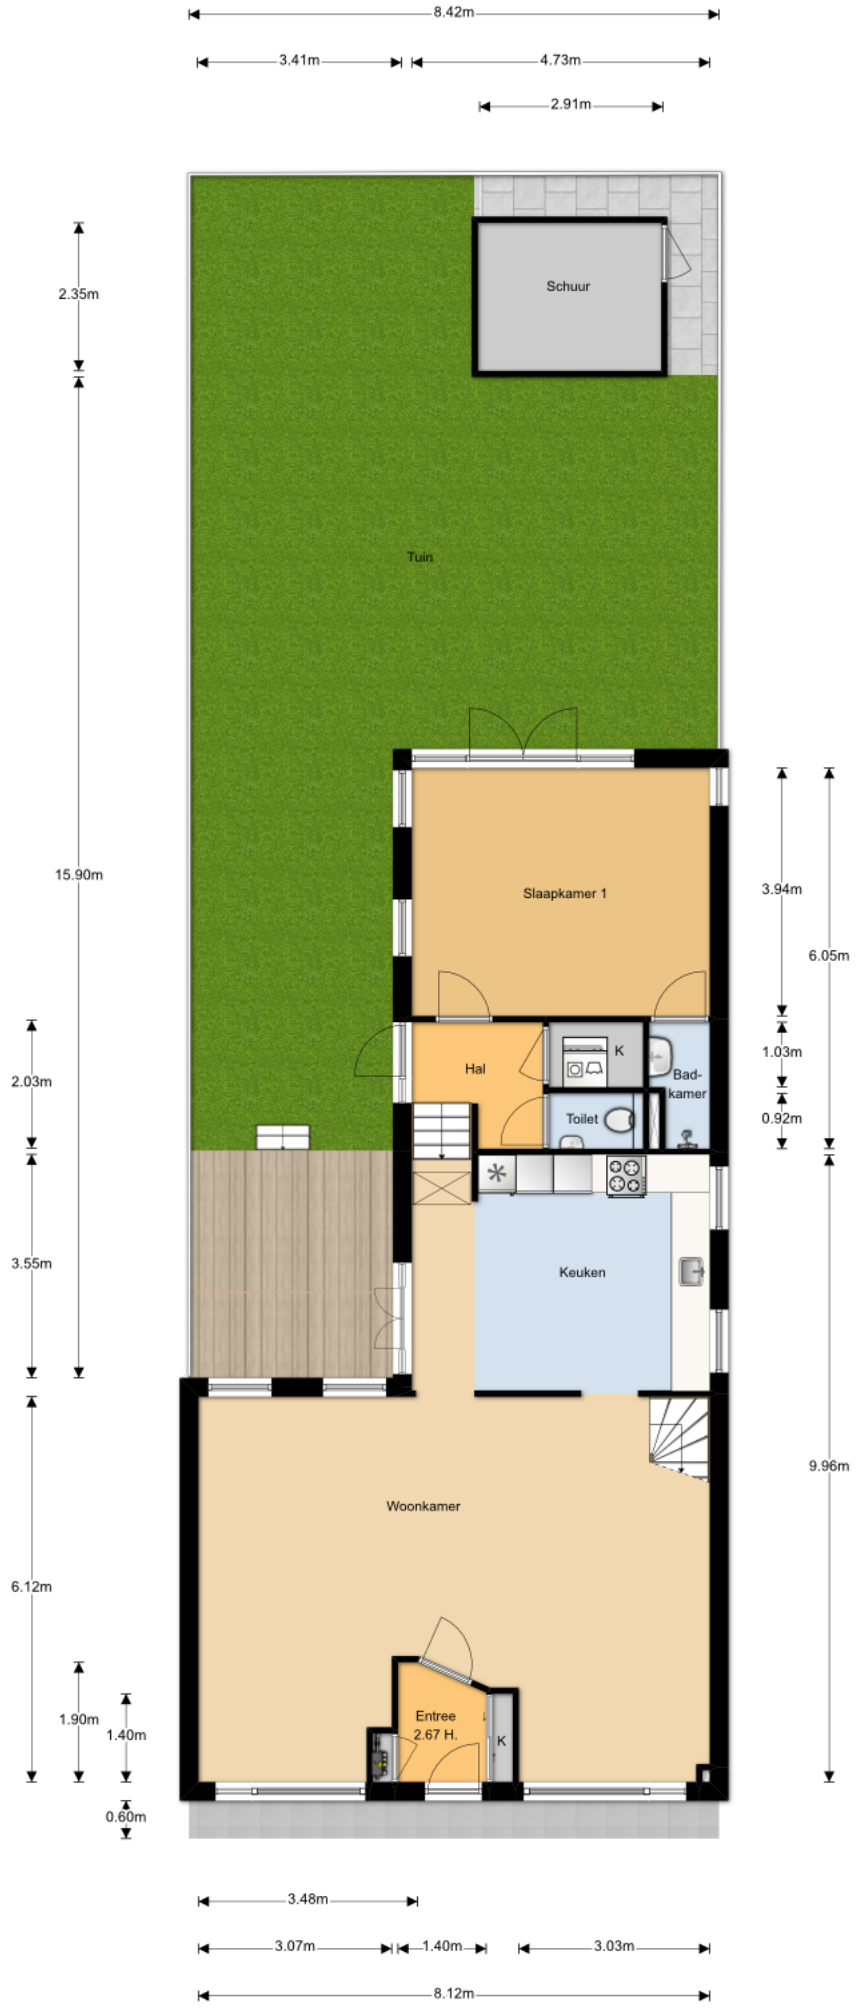 8.42m
3.41m
4.73m
2.91m
2.35m
Schuur
Tuin
15.90m
Slaapkamer 1
3.94m
6.05m
2.03m
Hal
K
1.03m
Bad-
kamer
Toilet
0.92m
3.55m
Keuken
9.96m
Woonkamer
6.12m
1.90m
1.40m
Entree
2.67 H.
K
0.60m
3.48m
3.07m
1.40m
3.03m
8.12m